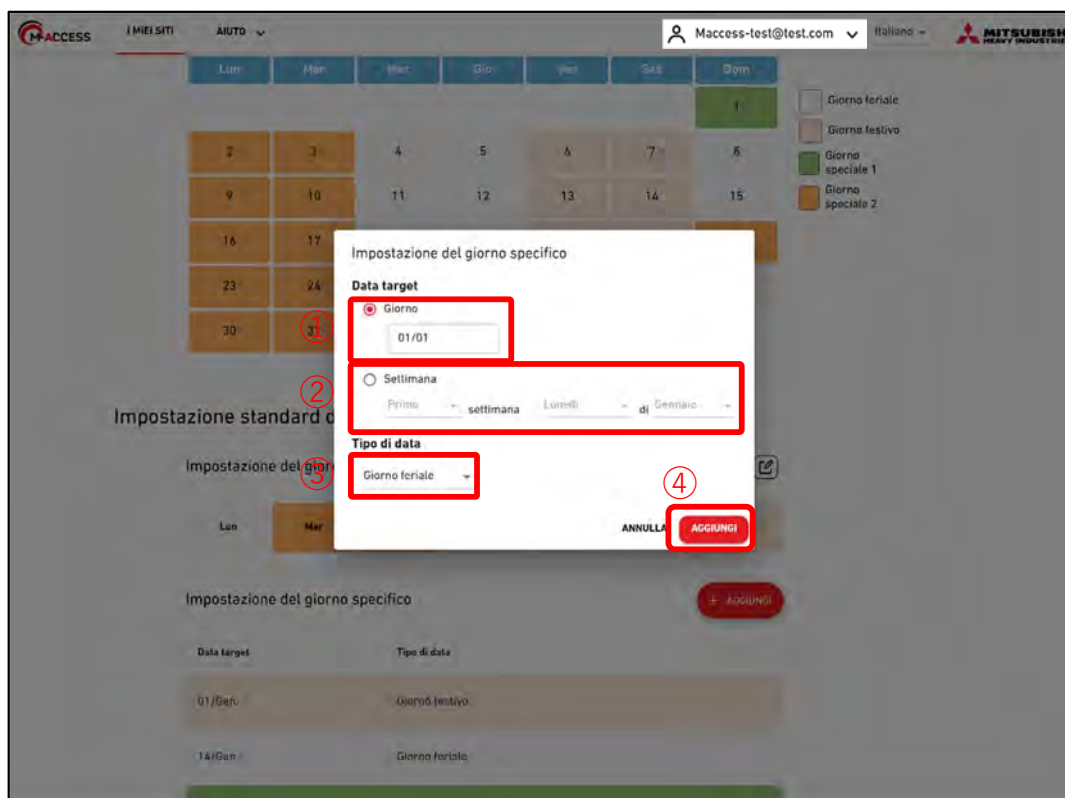 M-ACCESS I MIEI SITI AIUTO Maccess-test@test.com Italiano MITSUBISH
HEAVY INDUSTRIE
Lun Mar Mer Gio Ven Sab Dom
1
2 3 4 5 6 7 8
9 10 11 12 13 14 15
16 17
23 24
30 31
Giorno feriale
Giorno festivo
Giorno
speciale 1
Giorno
speciale 2
Impostazione del giorno specifico
Data target
① Giorno
01/01
② Settimana
Primo settimana Lunedì di Gennaio
Tipo di data
③ Giorno feriale
④
ANNULLA AGGIUNGI
Impostazione standard d
Impostazione del gior
Lun Mar
Impostazione del giorno specifico + AGGIUNGI
Data target Tipo di data
01/Gen. Giorno festivo
14/Gen Giorno feriale